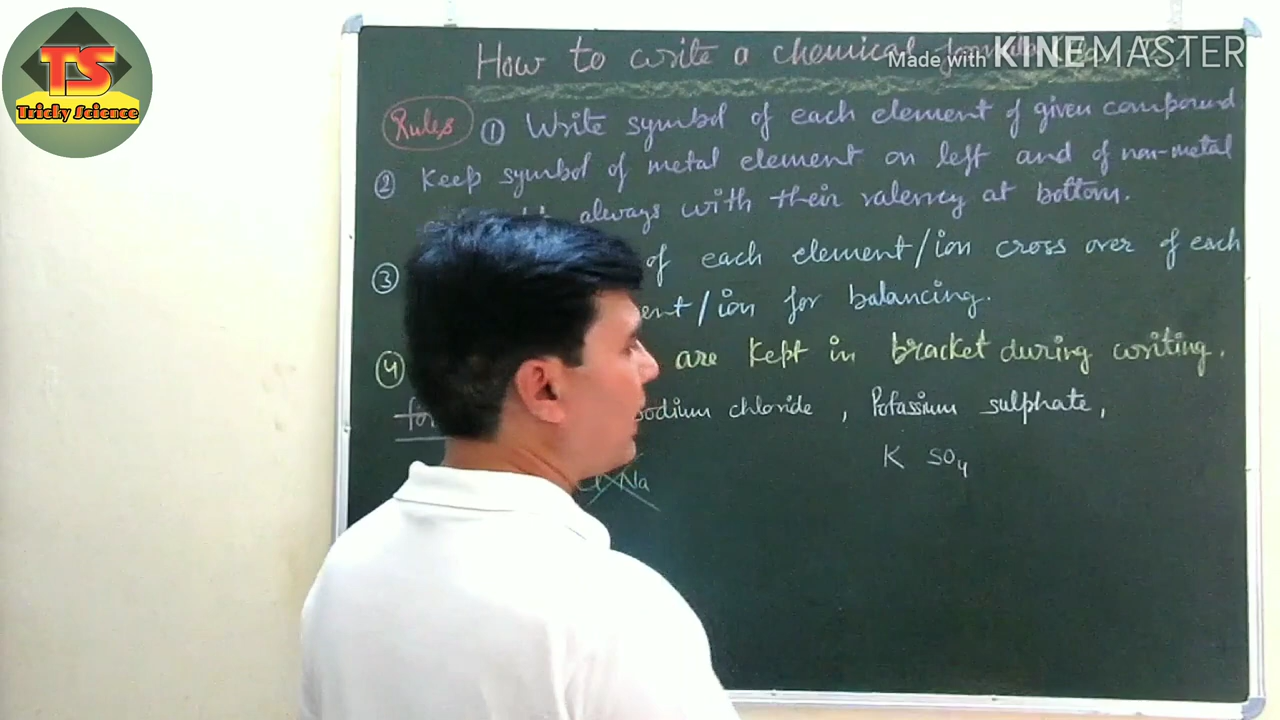 TS
Tricky Science
Made with KINEMASTER
How to write a chemical
Rules ① Write symbol of each element of given compound
② Keep symbol of metal element on left and of non-metal
always with their valency at bottom.
③ of each element/ion cross over of each
/ion for balancing.
④ are kept in bracket during writing.
sodium chloride, Potassium sulphate,
K SO₄
Na